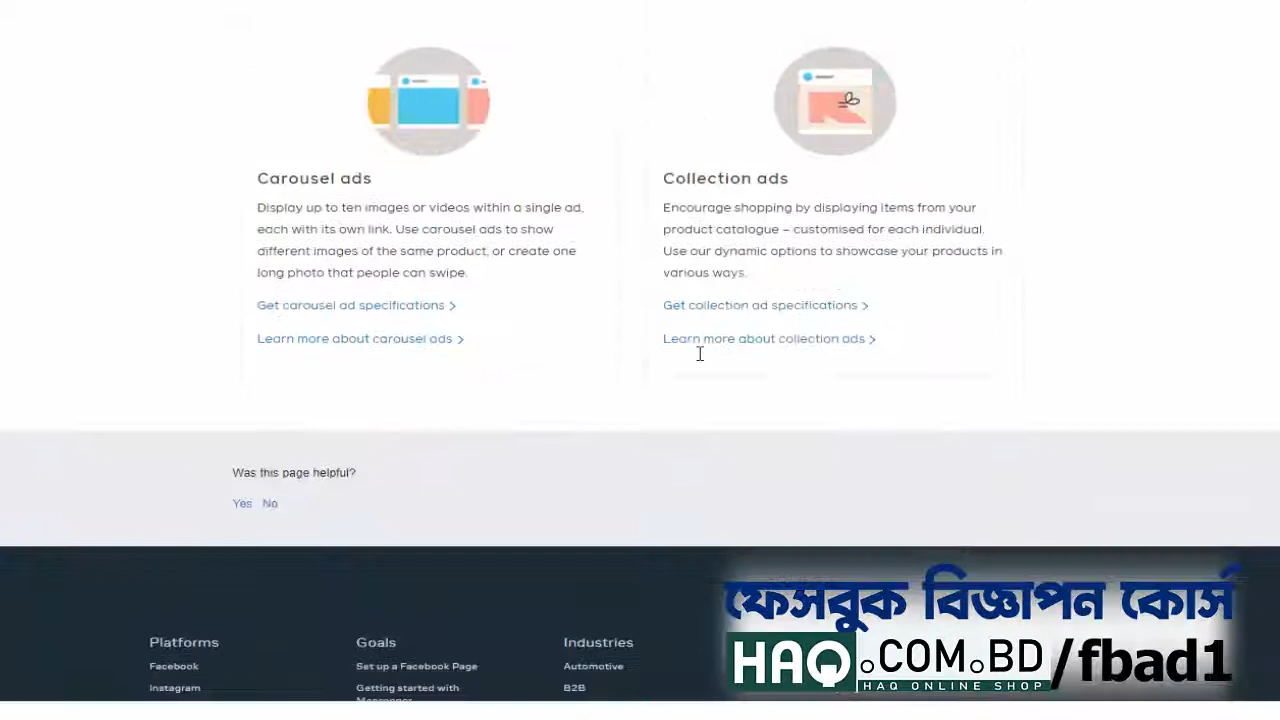 Carousel ads
Display up to ten images or videos within a single ad,
each with its own link. Use carousel ads to show
different images of the same product, or create one
long photo that people can swipe.
Get carousel ad specifications >
Learn more about carousel ads >
Collection ads
Encourage shopping by displaying items from your
product catalogue – customised for each individual.
Use our dynamic options to showcase your products in
various ways.
Get collection ad specifications >
Learn more about collection ads >
Was this page helpful?
Yes No
Platforms
Facebook
Instagram
Goals
Set up a Facebook Page
Getting started with
Messenger
Industries
Automotive
B2B
ফেসবুক বিজ্ঞাপন কোর্স
HAQ.COM.BD/fbad1
HAQ ONLINE SHOP